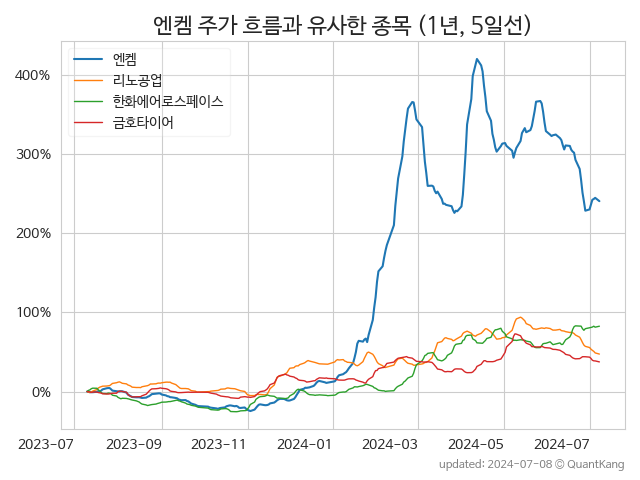 엔켐 주가 흐름과 유사한 종목 (1년, 5일선)
엔켐
리노공업
한화에어로스페이스
금호타이어
400%
300%
200%
100%
0%
2023-07 2023-09 2023-11 2024-01 2024-03 2024-05 2024-07
updated: 2024-07-08 © QuantKang